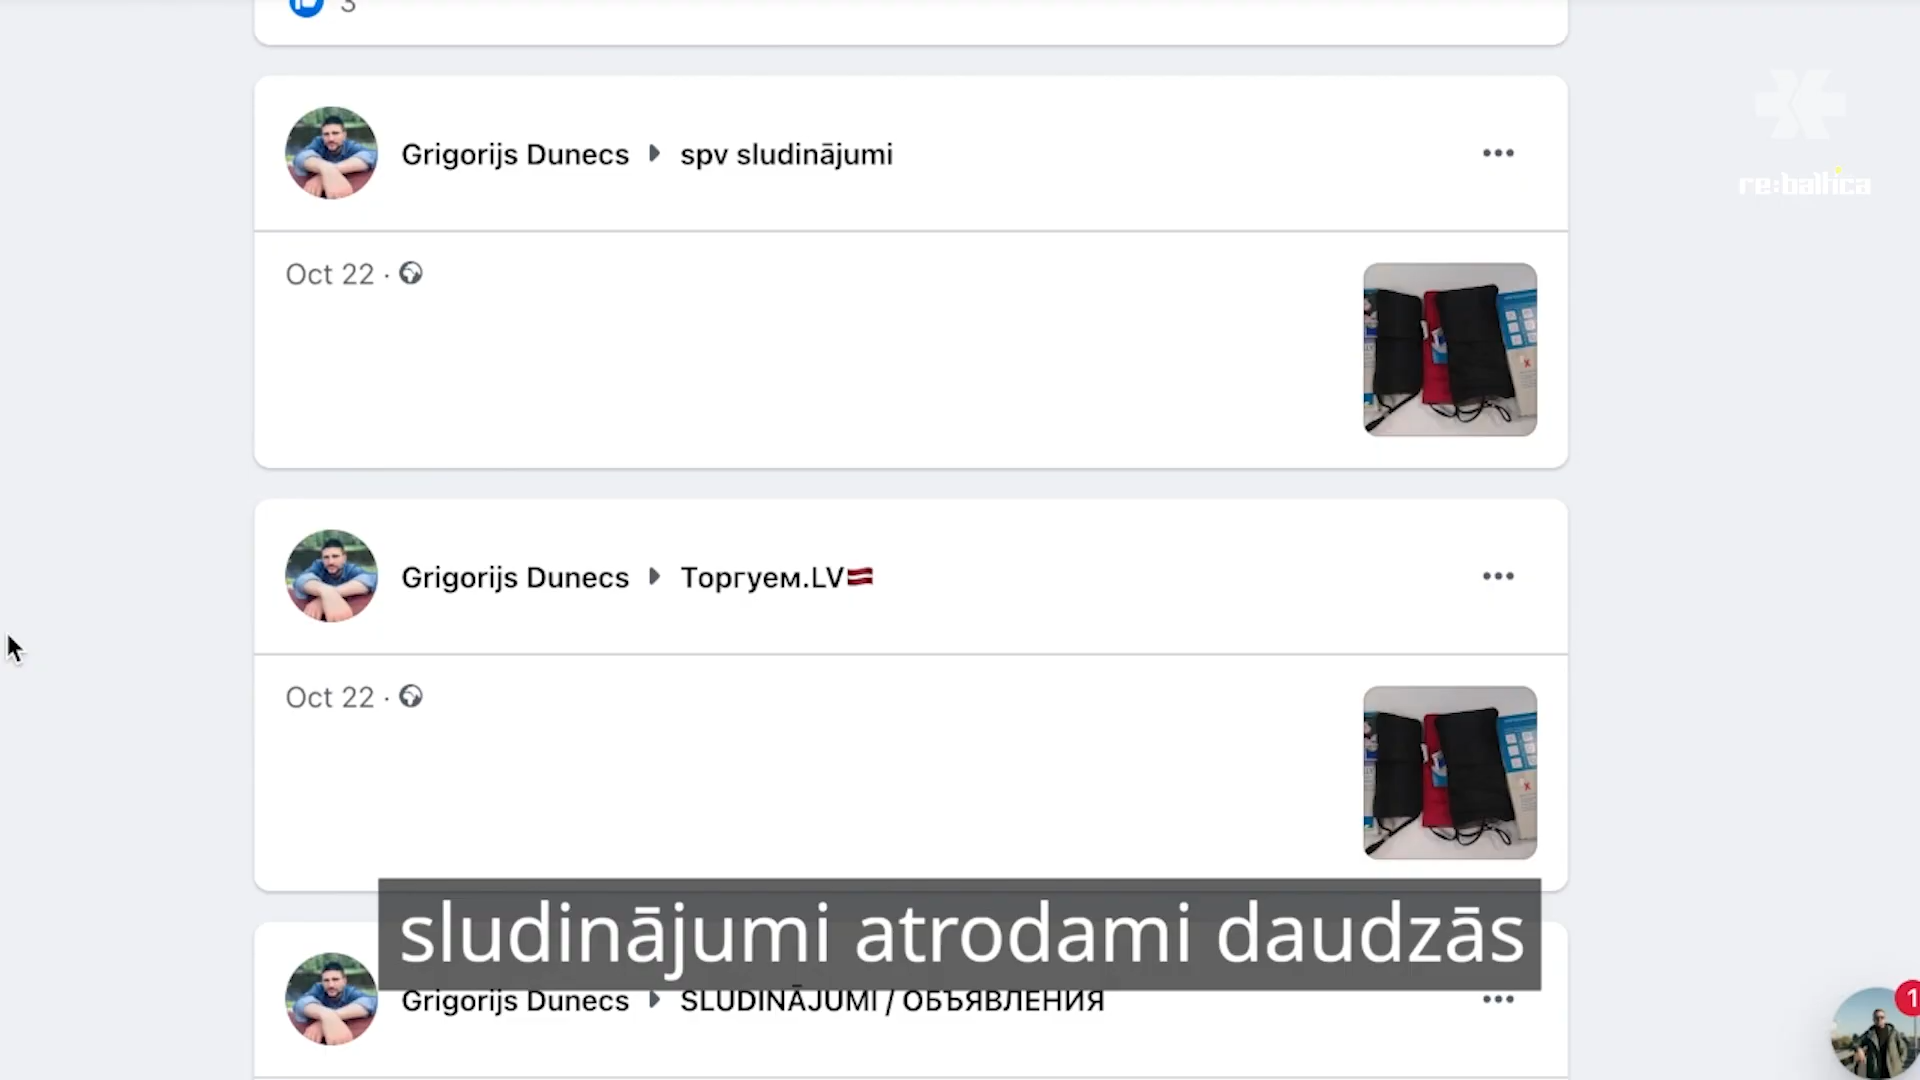 3
Grigorijs Dunecs spv sludinājumi
re:baltica
Oct 22 ·
Grigorijs Dunecs Торгуем.LV
Oct 22 ·
sludinājumi atrodami daudzās
Grigorijs Dunecs SLUDINĀJUMI / ОБЪЯВЛЕНИЯ
1